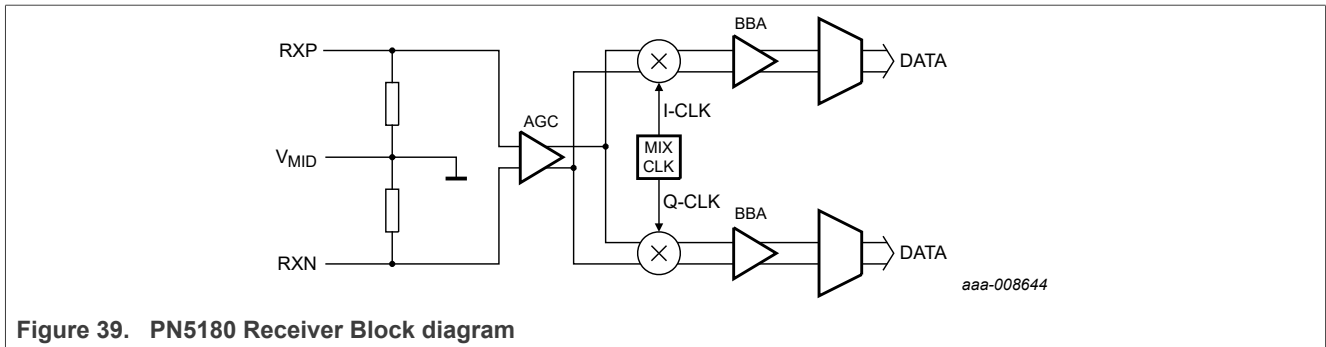 BBA
RXP
DATA
I-CLK
AGC
MIX
CLK
VMID
Q-CLK
BBA
RXN
DATA
aaa-008644
Figure 39. PN5180 Receiver Block diagram